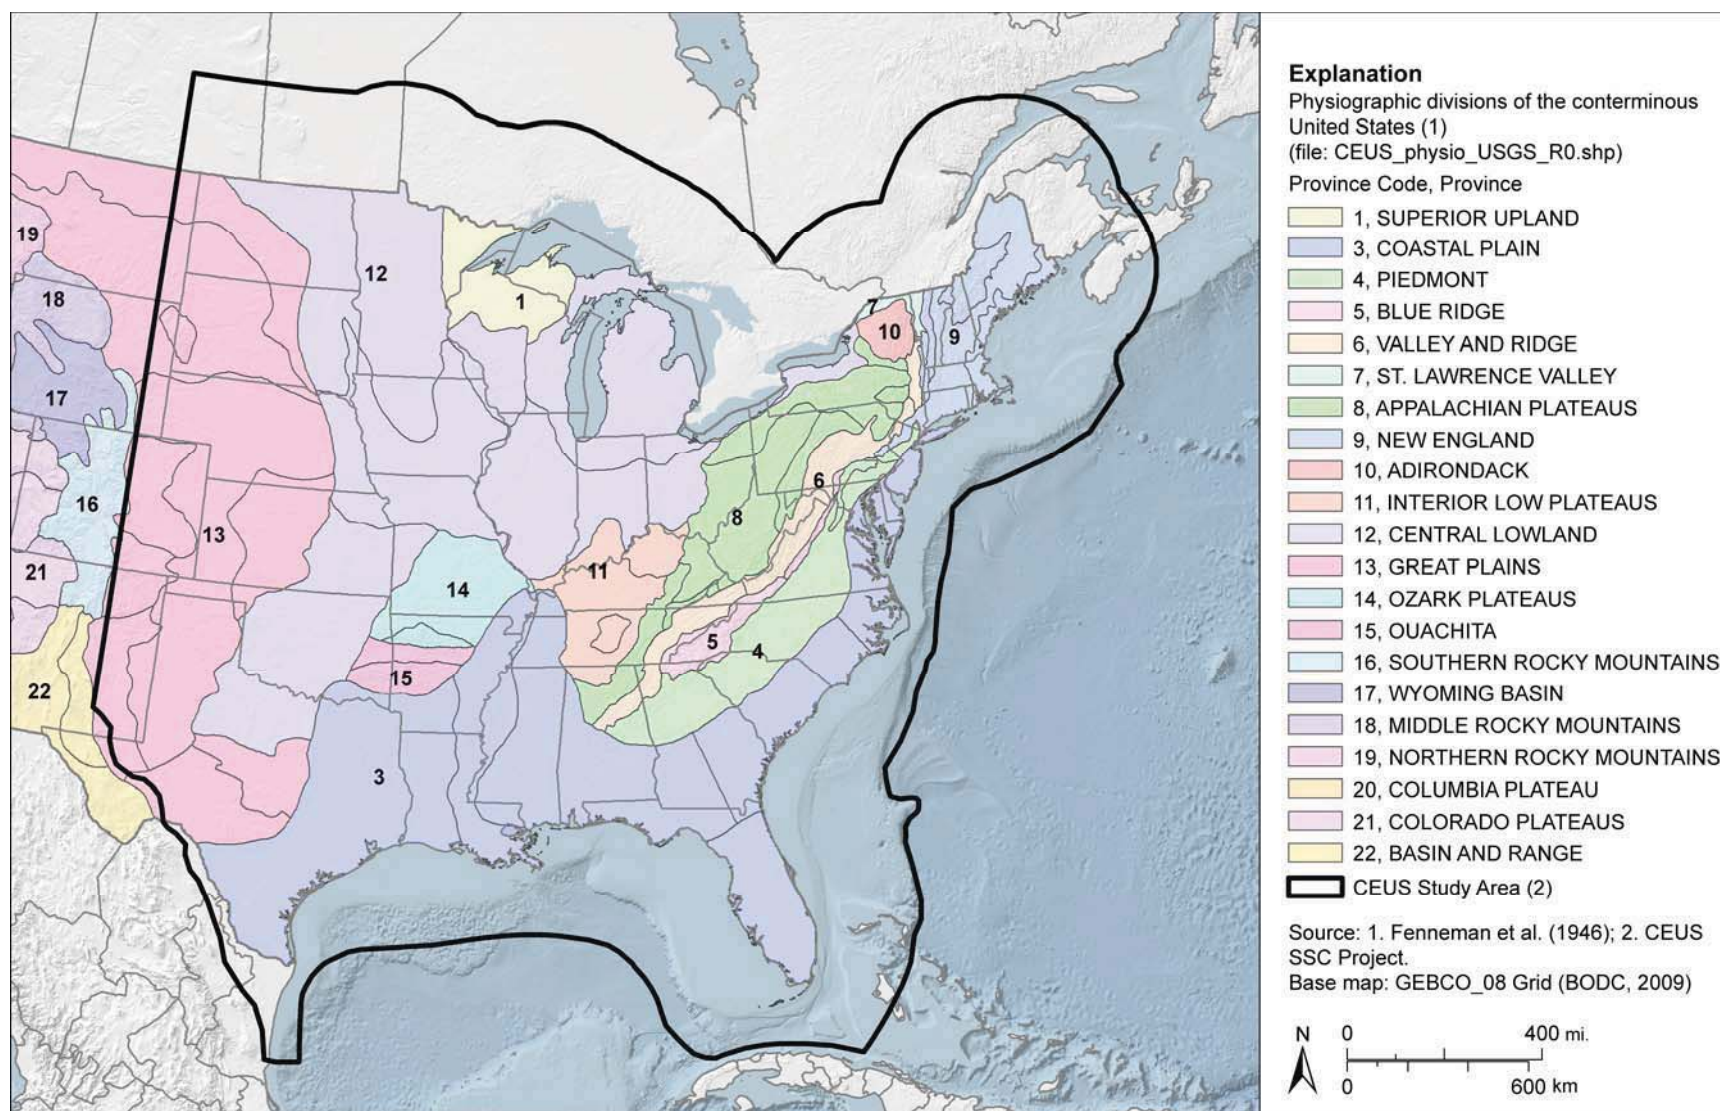 Explanation
Physiographic divisions of the conterminous
United States (1)
(file: CEUS_physio_USGS_R0.shp)
Province Code, Province
1, SUPERIOR UPLAND
3, COASTAL PLAIN
4, PIEDMONT
5, BLUE RIDGE
6, VALLEY AND RIDGE
7, ST. LAWRENCE VALLEY
8, APPALACHIAN PLATEAUS
9, NEW ENGLAND
10, ADIRONDACK
11, INTERIOR LOW PLATEAUS
12, CENTRAL LOWLAND
13, GREAT PLAINS
14, OZARK PLATEAUS
15, OUACHITA
16, SOUTHERN ROCKY MOUNTAINS
17, WYOMING BASIN
18, MIDDLE ROCKY MOUNTAINS
19, NORTHERN ROCKY MOUNTAINS
20, COLUMBIA PLATEAU
21, COLORADO PLATEAUS
22, BASIN AND RANGE
CEUS Study Area (2)
Source: 1. Fenneman et al. (1946); 2. CEUS
SSC Project.
Base map: GEBCO_08 Grid (BODC, 2009)
N
0 400 mi.
0 600 km
19
12
18
1
7
10
9
17
16
6
13
8
21
11
14
5
4
15
22
3